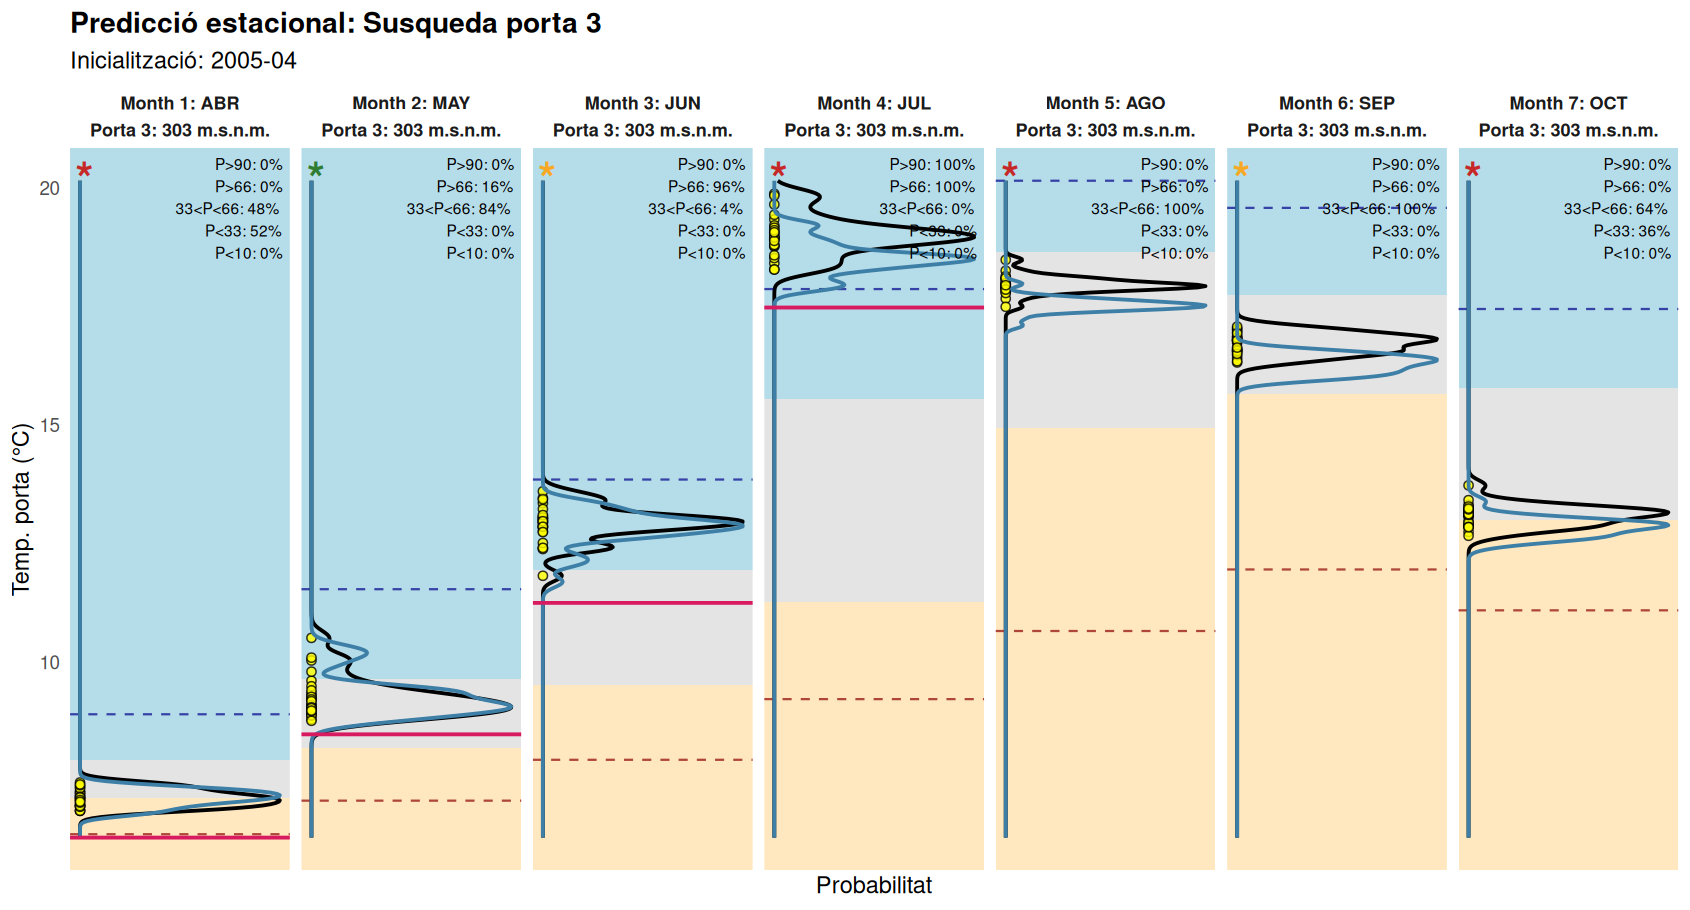 Predicció estacional: Susqueda porta 3
Inicialització: 2005-04
Month 1: ABR
Porta 3: 303 m.s.n.m.
Month 2: MAY
Porta 3: 303 m.s.n.m.
Month 3: JUN
Porta 3: 303 m.s.n.m.
Month 4: JUL
Porta 3: 303 m.s.n.m.
Month 5: AGO
Porta 3: 303 m.s.n.m.
Month 6: SEP
Porta 3: 303 m.s.n.m.
Month 7: OCT
Porta 3: 303 m.s.n.m.
Temp. porta (°C)
20
15
10
*
P>90: 0%
P>66: 0%
33<P<66: 48%
P<33: 52%
P<10: 0%
*
P>90: 0%
P>66: 16%
33<P<66: 84%
P<33: 0%
P<10: 0%
*
P>90: 0%
P>66: 96%
33<P<66: 4%
P<33: 0%
P<10: 0%
*
P>90: 100%
P>66: 100%
33<P<66: 0%
P<33: 0%
P<10: 0%
*
P>90: 0%
P>66: 0%
33<P<66: 100%
P<33: 0%
P<10: 0%
*
P>90: 0%
P>66: 0%
33<P<66: 100%
P<33: 0%
P<10: 0%
*
P>90: 0%
P>66: 0%
33<P<66: 64%
P<33: 36%
P<10: 0%
Probabilitat